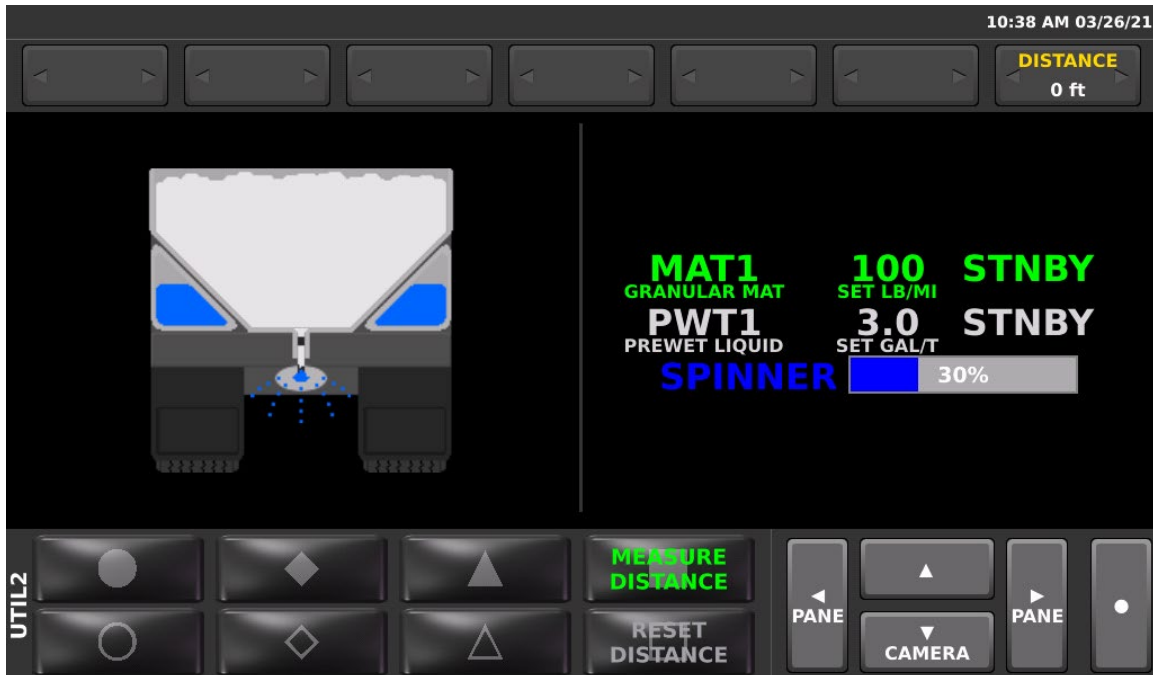 10:38 AM 03/26/21
DISTANCE
0 ft
MAT1 100 STNBY
GRANULAR MAT SET LB/MI
PWT1 3.0 STNBY
PREWET LIQUID SET GAL/T
SPINNER 30%
UTIL2
MEASURE
DISTANCE
RESET
DISTANCE
PANE
CAMERA
PANE